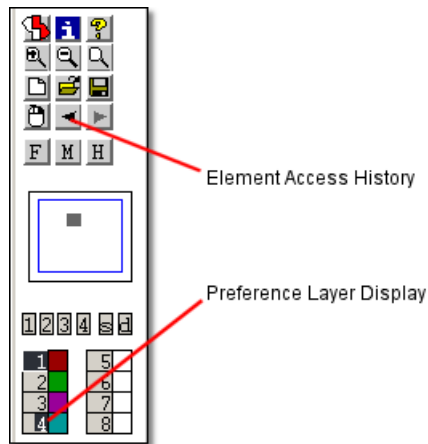 i ?
F M H
Element Access History
Preference Layer Display
1 2 3 4 s d
1 5
2 6
3 7
4 8